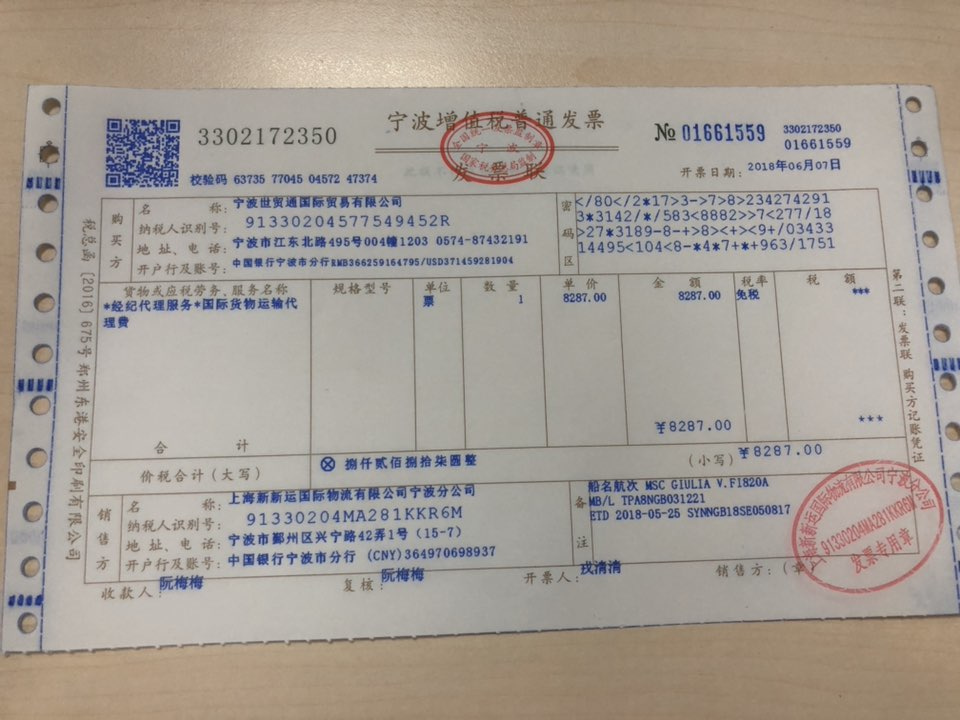 宁波增值税普通发票
发票联
3302172350
№ 01661559
3302172350
01661559
校验码 63735 77045 04572 47374
开票日期: 2018年06月07日
全国统一发票监制章
宁波
国家税务总局监制
购买方
名 称: 宁波世贸通国际贸易有限公司
纳税人识别号: 91330204577549452R
地 址、电 话: 宁波市江东北路495号004幢1203 0574-87432191
开户行及账号: 中国银行宁波市分行RMB366259164795/USD371459281904
密码区
</80</2*17>3->7>8>234274291
3*3142/*/583<8882>>7<277/18
>27*3189-8-+>8><+><9+/03433
14495<104<8-*4*7+*+963/1751
货物或应税劳务、服务名称 规格型号 单位 数量 单价 金额 税率 税额
*经纪代理服务*国际货物运输代 票 1 8287.00 8287.00 免税 ***
理费
合 计 ¥8287.00 ***
价税合计(大写) ⊗ 捌仟贰佰捌拾柒圆整 (小写) ¥8287.00
销售方
名 称: 上海新新运国际物流有限公司宁波分公司
纳税人识别号: 91330204MA281KKR6M
地 址、电 话: 宁波市鄞州区兴宁路42弄1号 (15-7)
开户行及账号: 中国银行宁波市分行 (CNY)364970698937
备注
船名航次 MSC GIULIA V.FI820A
MB/L TPA8NGB031221
ETD 2018-05-25 SYNNGB18SE050817
收款人: 阮梅梅 复核: 阮梅梅 开票人: 戎清清 销售方: (章)
上海新新运国际物流有限公司宁波分公司
91330204MA281KKR6M
发票专用章
税总函〔2016〕675号郑州东港安全印刷有限公司
第二联:发票联 购买方记账凭证